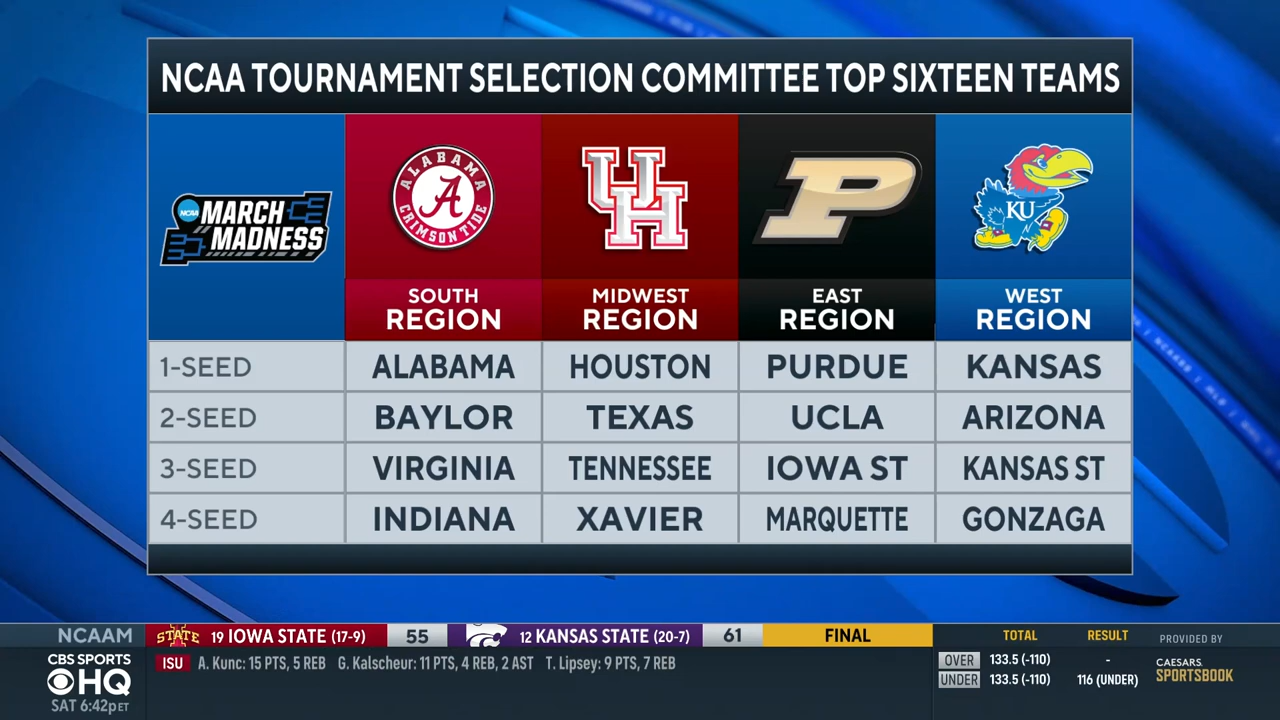 NCAA TOURNAMENT SELECTION COMMITTEE TOP SIXTEEN TEAMS
NCAA
MARCH
MADNESS
ALABAMA
A
CRIMSON TIDE
UH
P
KU
SOUTH
REGION
MIDWEST
REGION
EAST
REGION
WEST
REGION
1-SEED ALABAMA HOUSTON PURDUE KANSAS
2-SEED BAYLOR TEXAS UCLA ARIZONA
3-SEED VIRGINIA TENNESSEE IOWA ST KANSAS ST
4-SEED INDIANA XAVIER MARQUETTE GONZAGA
NCAAM STATE 19 IOWA STATE (17-9) 55 12 KANSAS STATE (20-7) 61 FINAL TOTAL RESULT PROVIDED BY
CBS SPORTS
HQ
SAT 6:42PET
ISU A. Kunc: 15 PTS, 5 REB G. Kalscheur: 11 PTS, 4 REB, 2 AST T. Lipsey: 9 PTS, 7 REB
OVER 133.5 (-110) -
UNDER 133.5 (-110) 116 (UNDER)
CAESARS
SPORTSBOOK